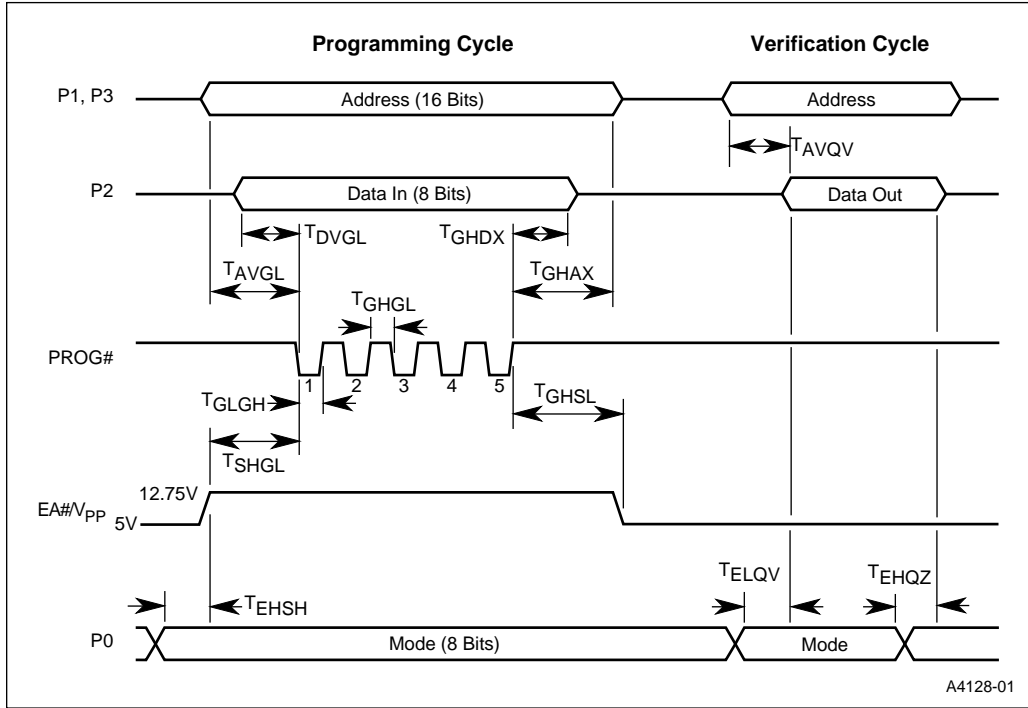 Programming Cycle Verification Cycle
P1, P3 Address (16 Bits) Address
TAVQV
P2 Data In (8 Bits) Data Out
TDVGL TGHDX
TAVGL TGHAX
TGHGL
PROG#
1 2 3 4 5
TGLGH TGHSL
TSHGL
12.75V
EA#/VPP 5V
TELQV TEHQZ
TEHSH
P0 Mode (8 Bits) Mode
A4128-01